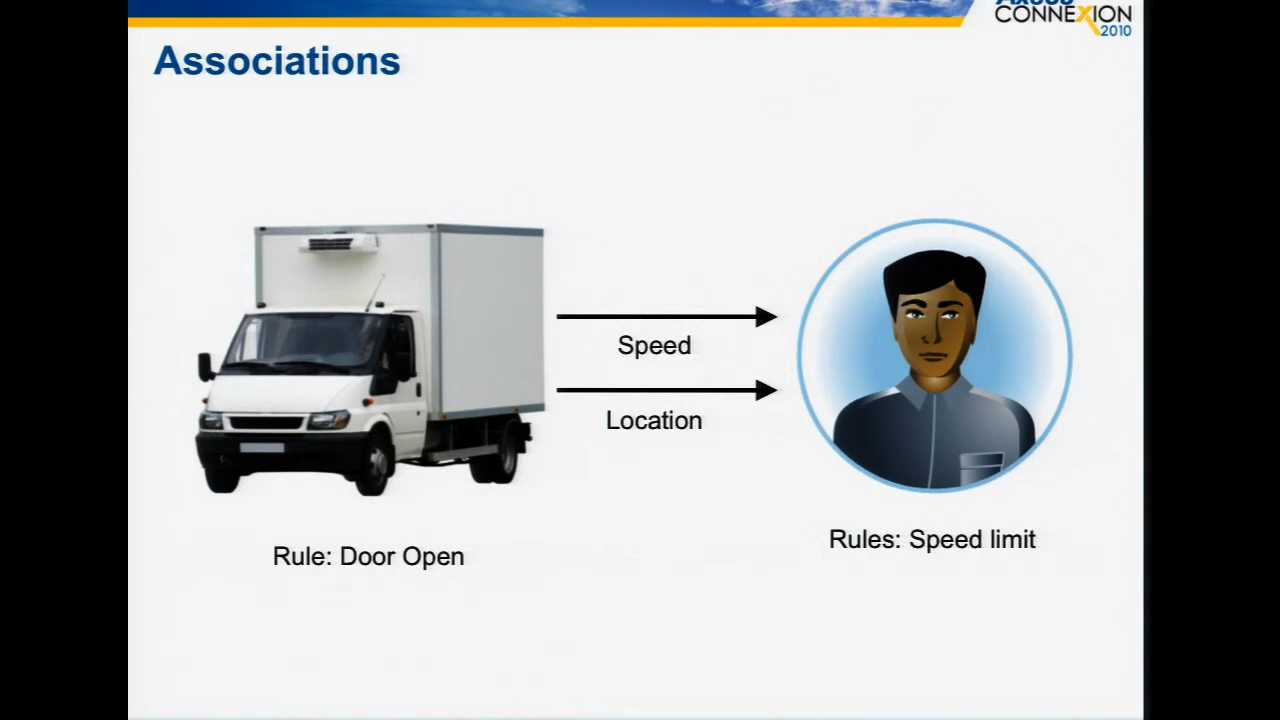 CONNEXION
2010
Associations
Speed
Location
Rule: Door Open
Rules: Speed limit